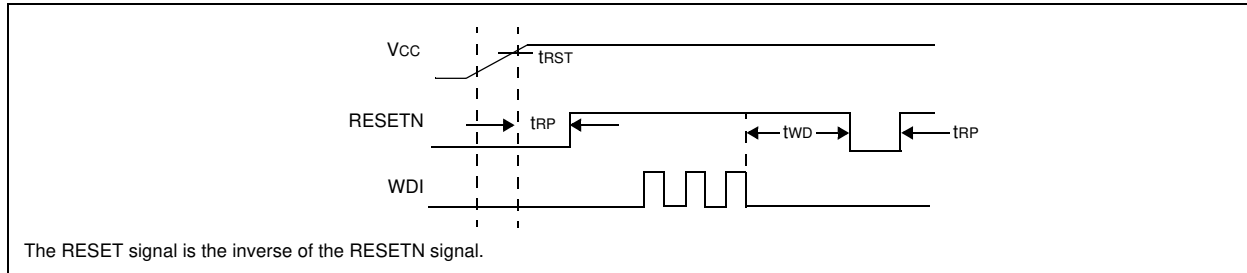 VCC
tRST
RESETN
tRP
tWD
tRP
WDI
The RESET signal is the inverse of the RESETN signal.